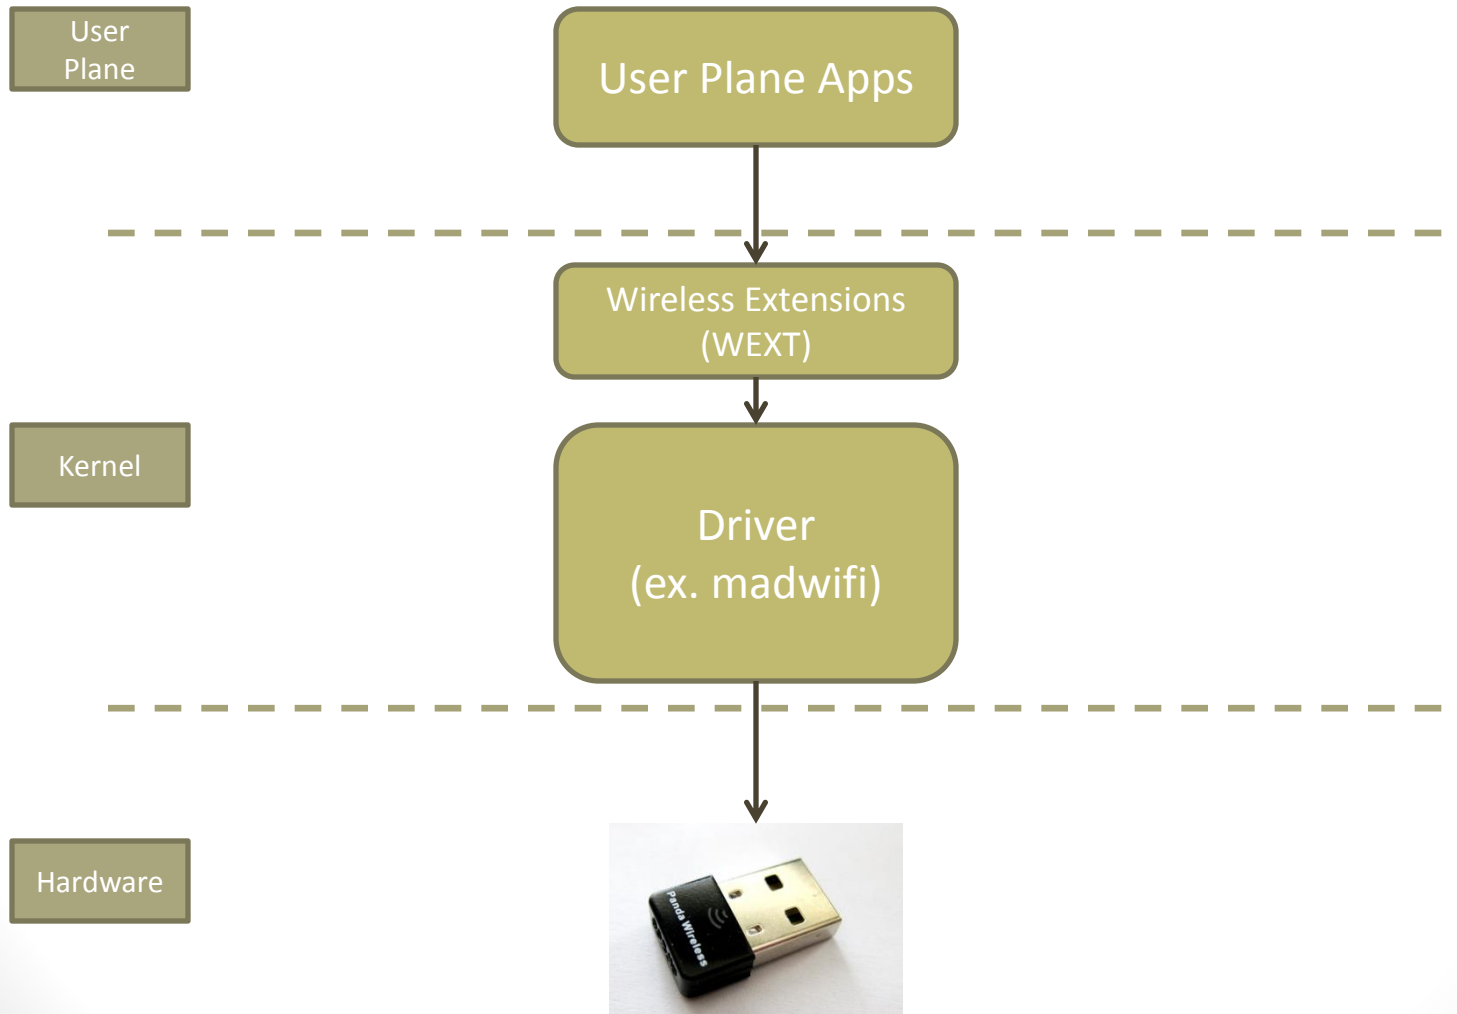 User
Plane
User Plane Apps
Wireless Extensions
(WEXT)
Kernel
Driver
(ex. madwifi)
Hardware
Panda Wireless